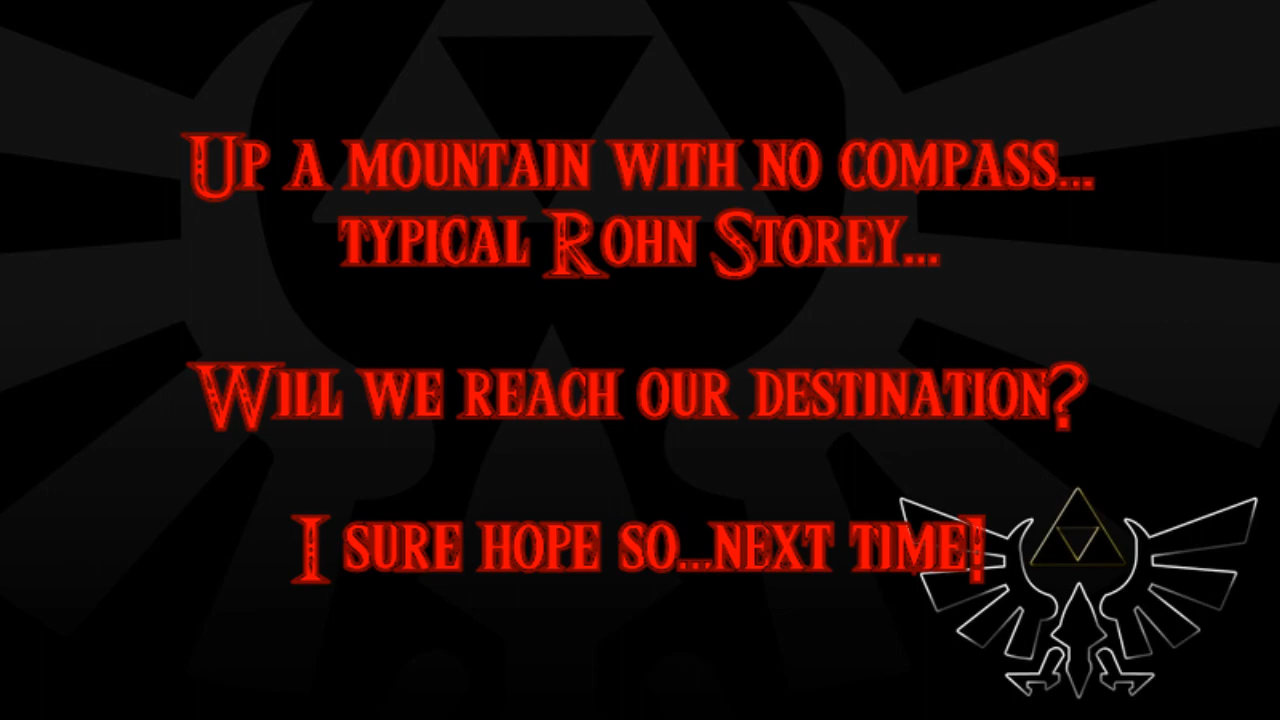 Up a mountain with no compass...
typical Rohn Storey...
Will we reach our destination?
I sure hope so...next time!